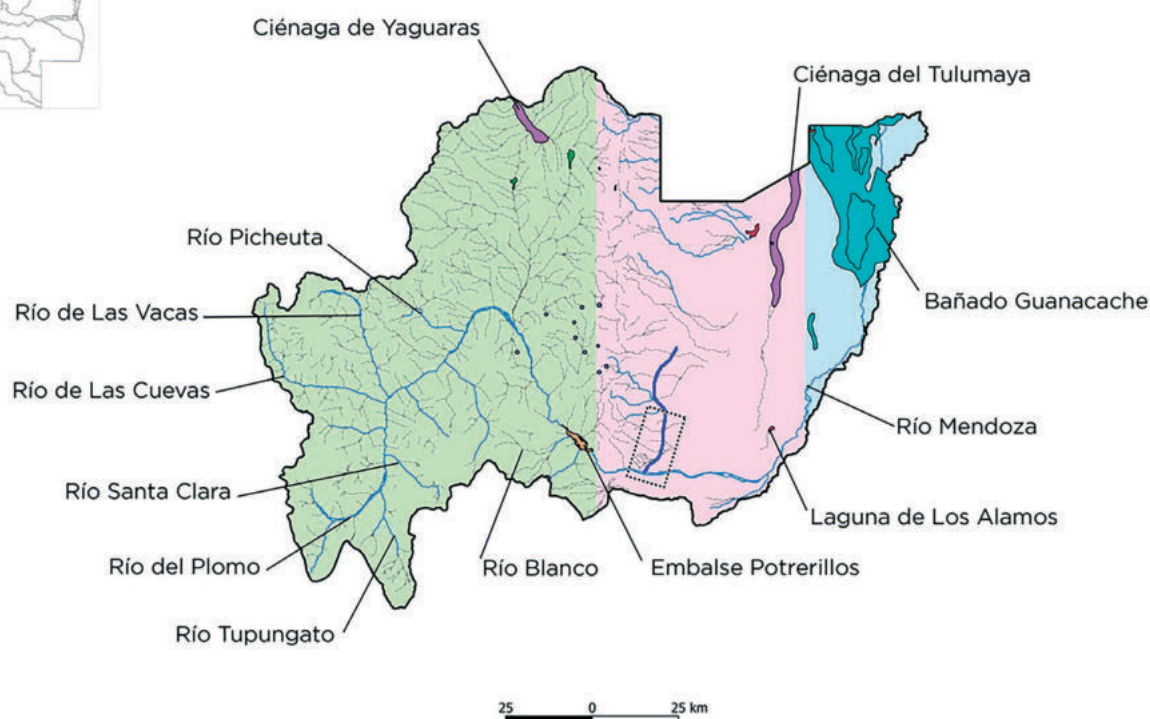 Ciénaga de Yaguaras
Ciénaga del Tulumaya
Río Picheuta
Río de Las Vacas
Bañado Guanacache
Río de Las Cuevas
Río Mendoza
Río Santa Clara
Laguna de Los Alamos
Río del Plomo
Río Blanco
Embalse Potrerillos
Río Tupungato
25 0 25 km